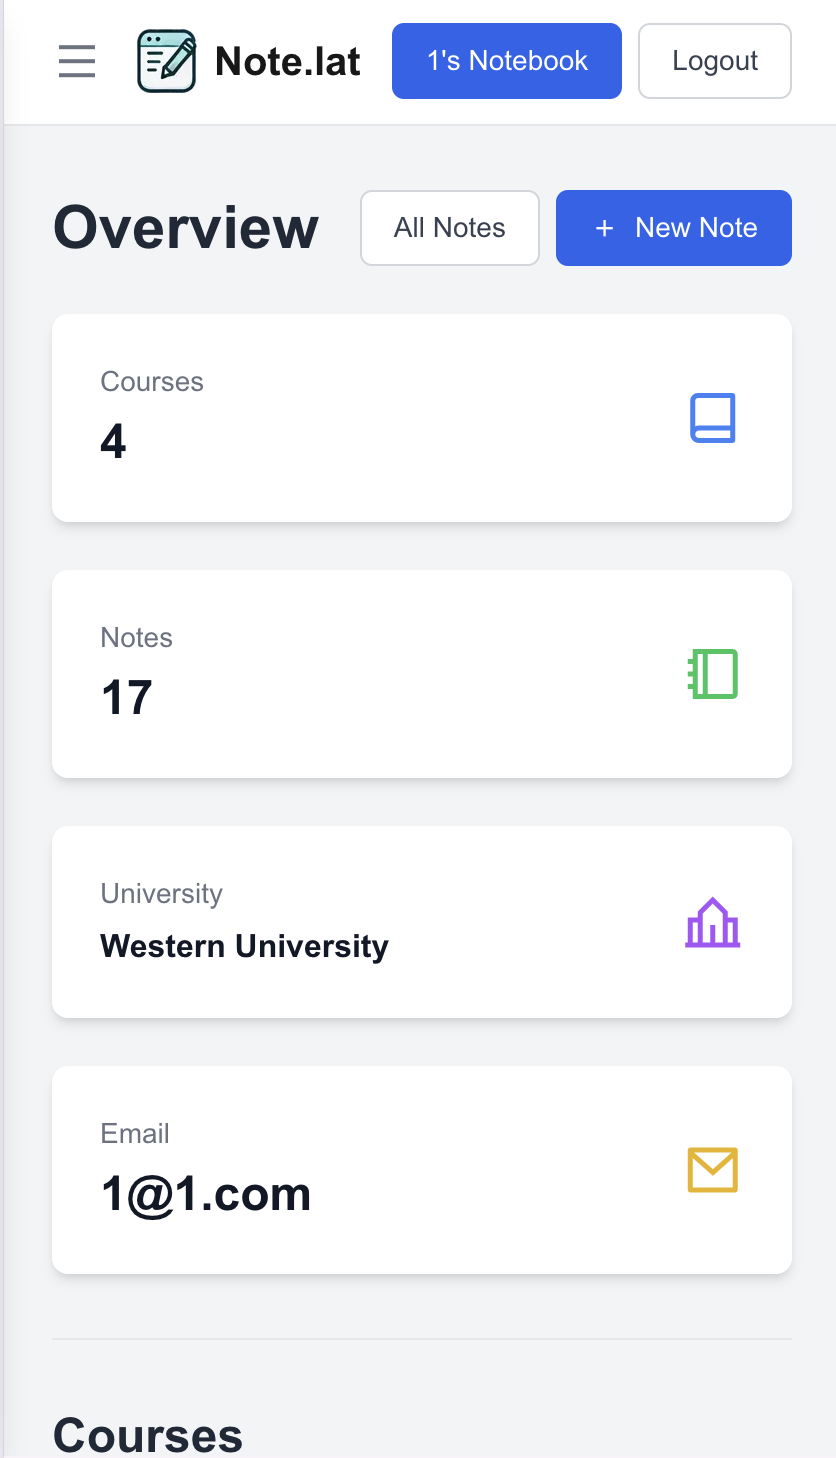 Note.lat
1's Notebook
Logout
Overview
All Notes
+ New Note
Courses
4
Notes
17
University
Western University
Email
1@1.com
Courses